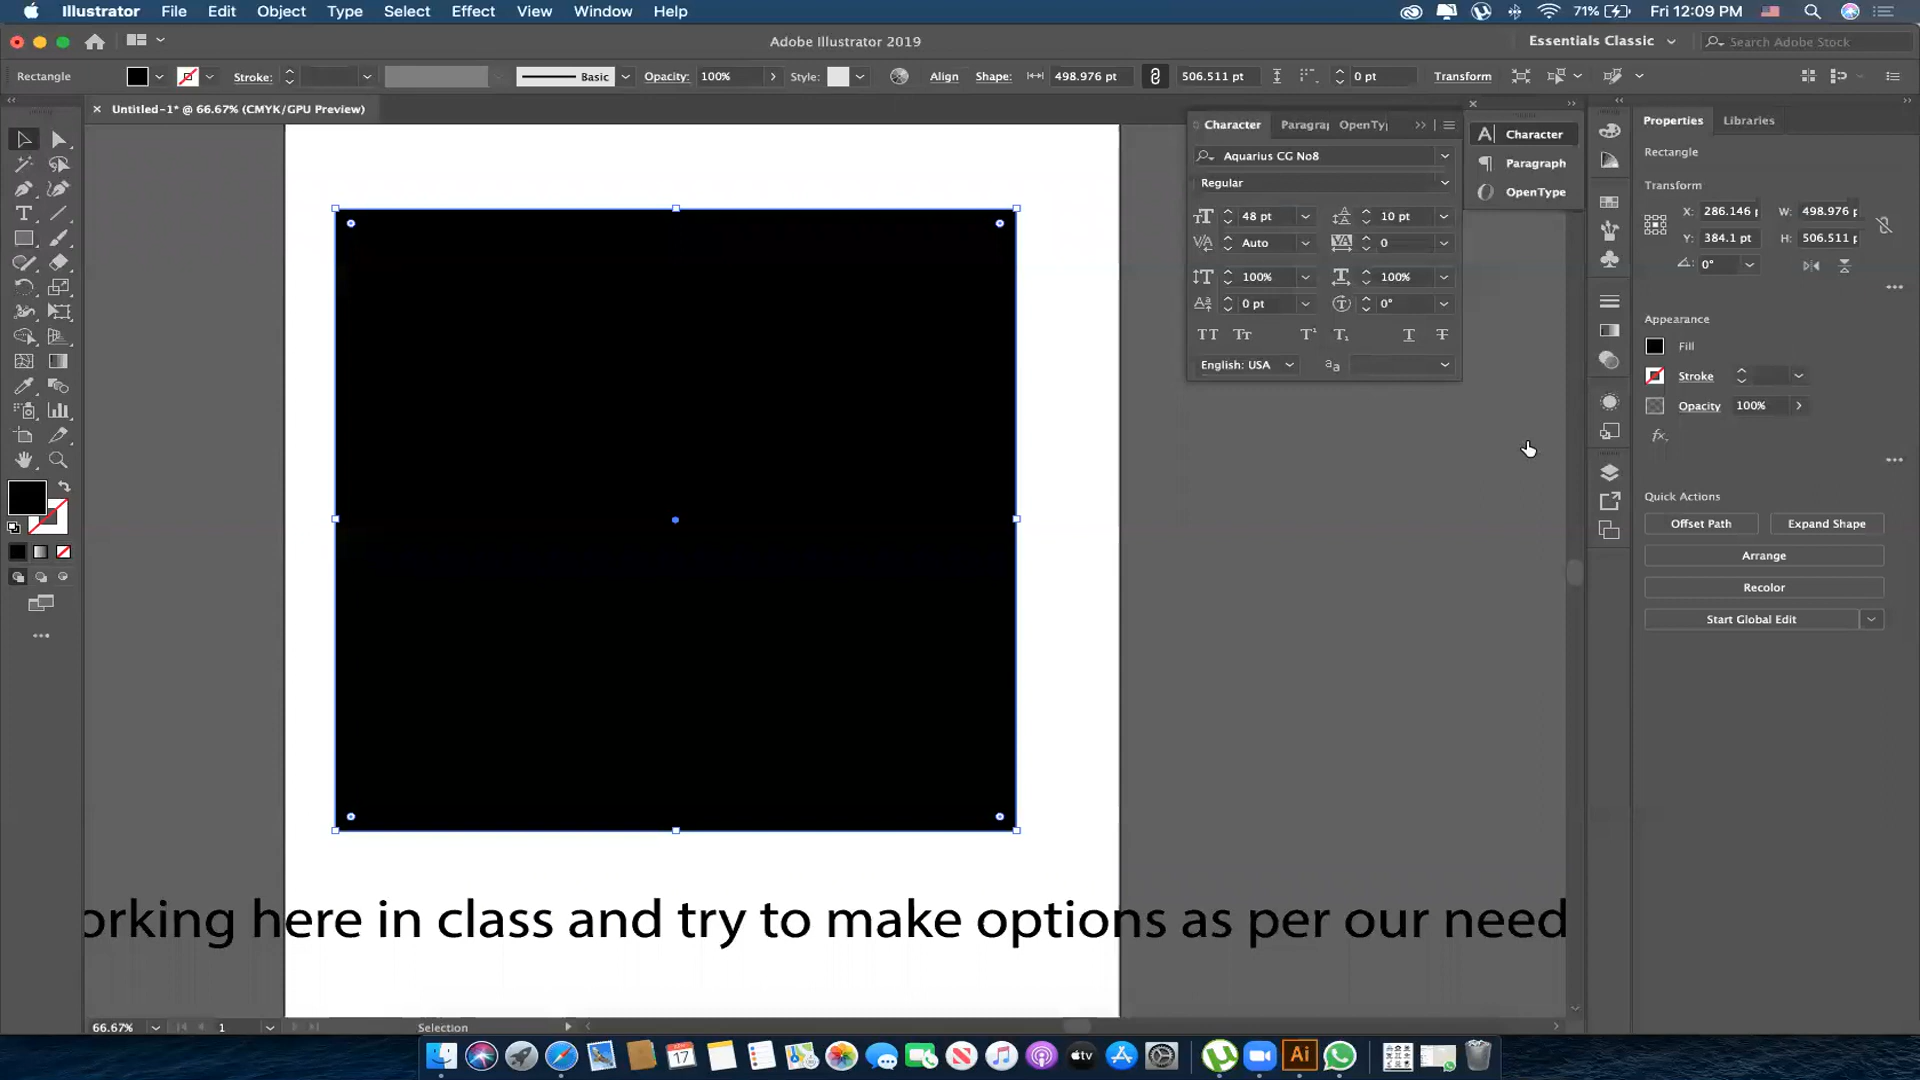 Illustrator File Edit Object Type Select Effect View Window Help 71% Fri 12:09 PM
Adobe Illustrator 2019 Essentials Classic Search Adobe Stock
Rectangle Stroke: Basic Opacity: 100% Style: Align Shape: 498.976 pt 506.511 pt 0 pt Transform
× Untitled-1* @ 66.67% (CMYK/GPU Preview)
Character Paragraph OpenTy
Aquarius CG No8
Regular
48 pt 10 pt
Auto 0
100% 100%
0 pt 0°
English: USA
Character
Paragraph
OpenType
Properties Libraries
Rectangle
Transform
X: 286.146 W: 498.976
Y: 384.1 pt H: 506.511
0°
Appearance
Fill
Stroke
Opacity 100%
fx
Quick Actions
Offset Path Expand Shape
Arrange
Recolor
Start Global Edit
orking here in class and try to make options as per our need
66.67% 1 Selection
JUL
17
tv
Ai